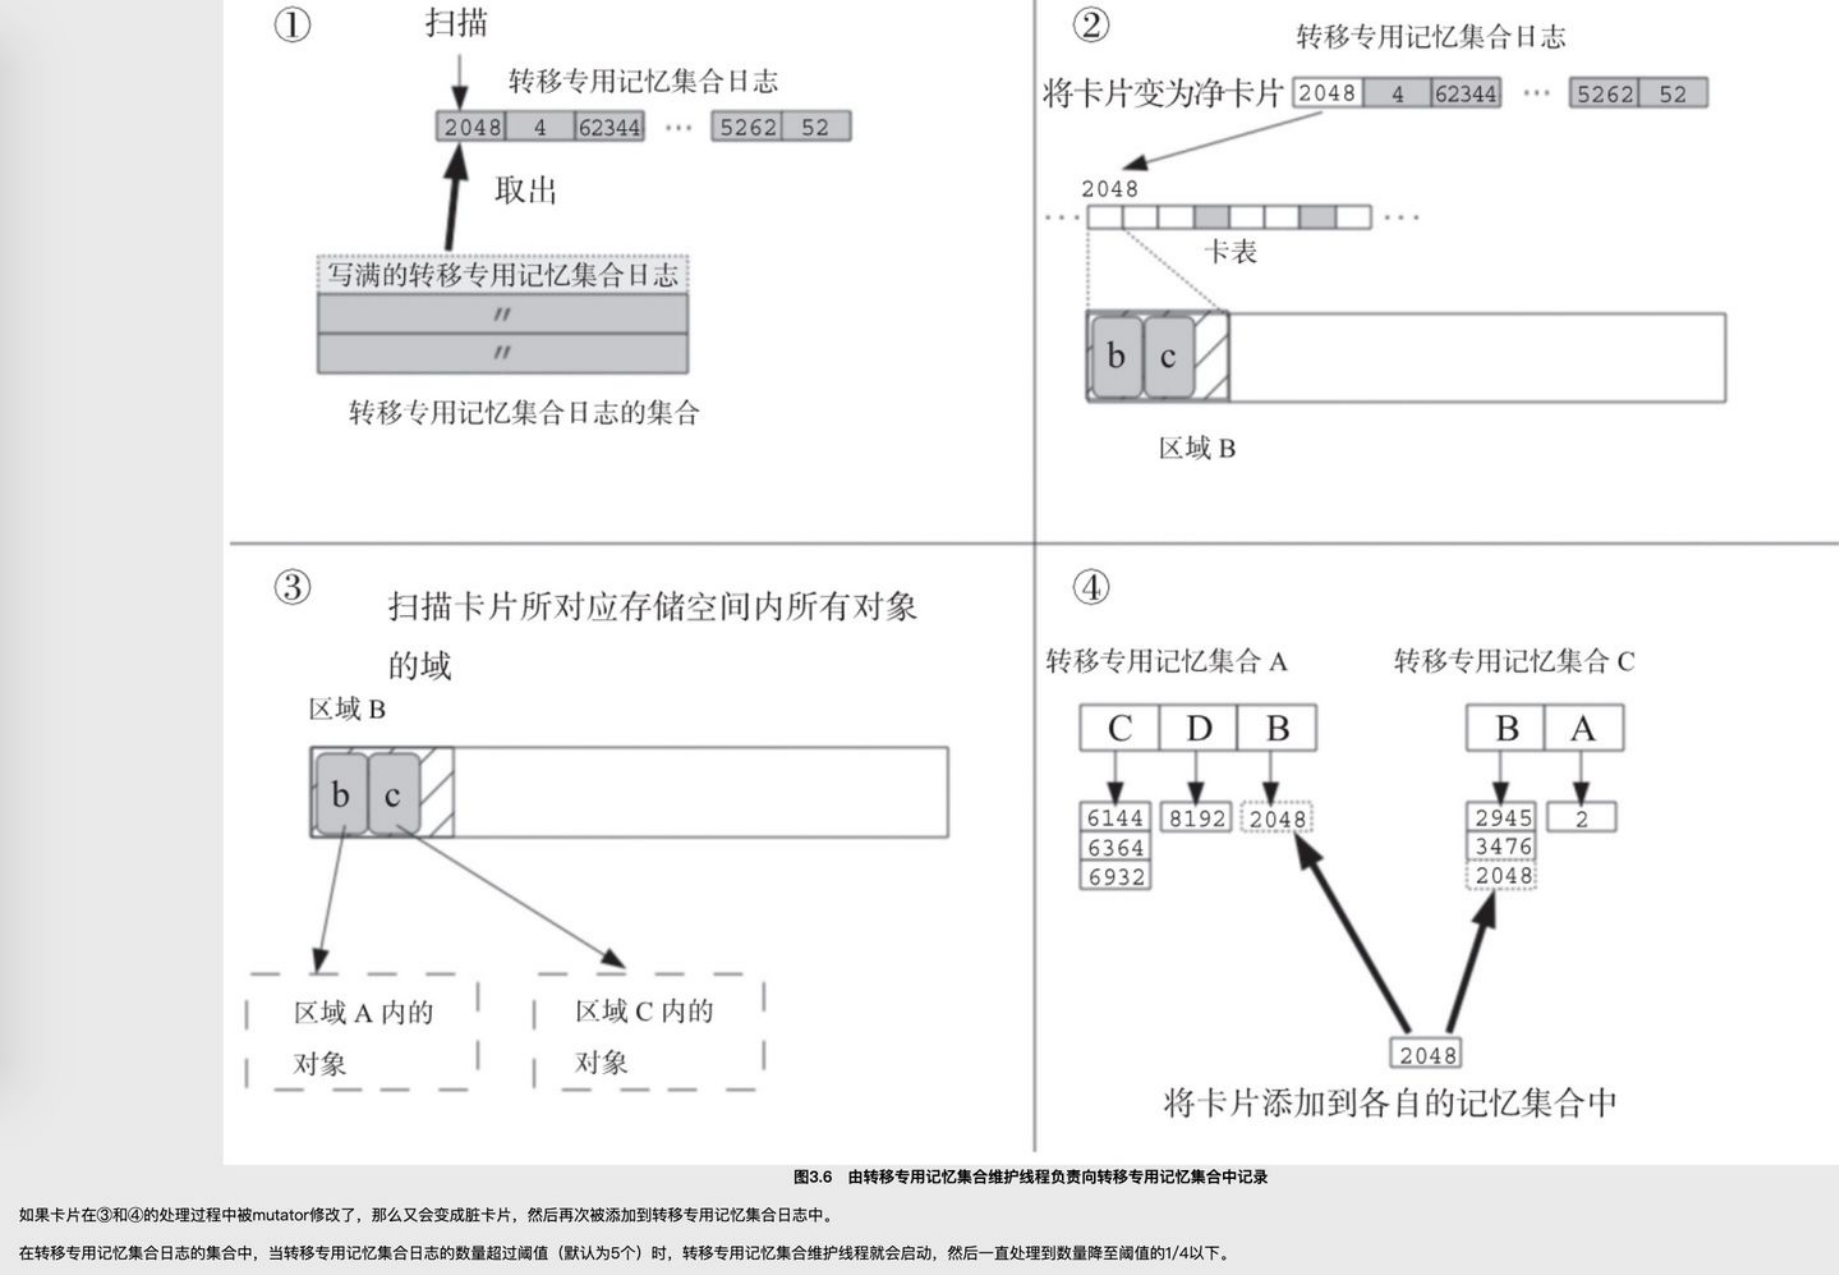 ①
扫描
转移专用记忆集合日志
2048 4 62344 … 5262 52
取出
写满的转移专用记忆集合日志
〃
〃
转移专用记忆集合日志的集合
②
转移专用记忆集合日志
将卡片变为净卡片 2048 4 62344 … 5262 52
2048
… …
卡表
b c
区域 B
③
扫描卡片所对应存储空间内所有对象
的域
区域 B
b c
区域 A 内的
对象
区域 C 内的
对象
④
转移专用记忆集合 A
C D B
6144 8192 2048
6364
6932
转移专用记忆集合 C
B A
2945 2
3476
2048
2048
将卡片添加到各自的记忆集合中
图3.6 由转移专用记忆集合维护线程负责向转移专用记忆集合中记录
如果卡片在③和④的处理过程中被mutator修改了，那么又会变成脏卡片，然后再次被添加到转移专用记忆集合日志中。
在转移专用记忆集合日志的集合中，当转移专用记忆集合日志的数量超过阈值（默认为5个）时，转移专用记忆集合维护线程就会启动，然后一直处理到数量降至阈值的1/4以下。